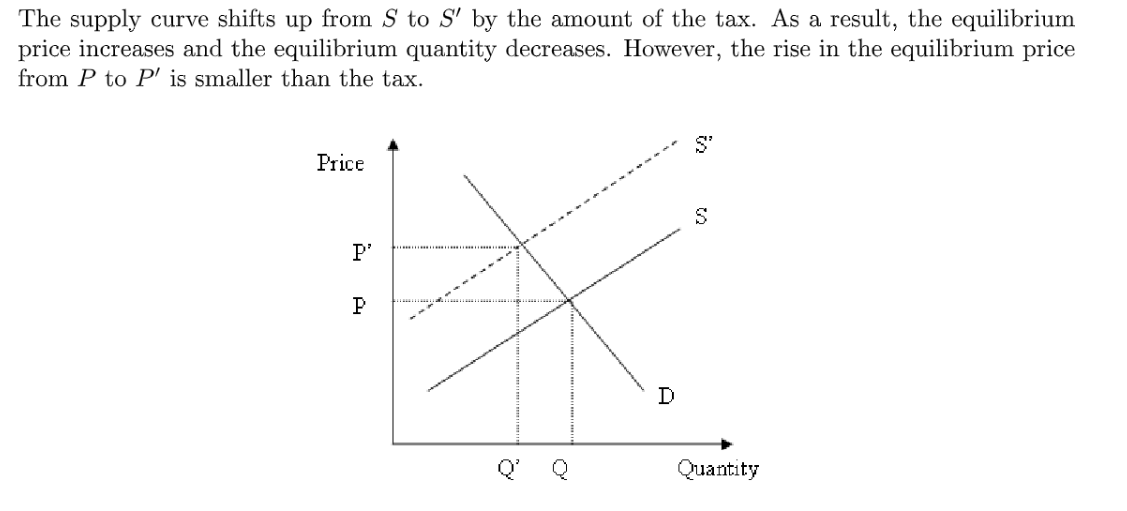 The supply curve shifts up from S to S′ by the amount of the tax. As a result, the equilibrium
price increases and the equilibrium quantity decreases. However, the rise in the equilibrium price
from P to P′ is smaller than the tax.
S'
Price
S
P'
P
D
Q' Q Quantity